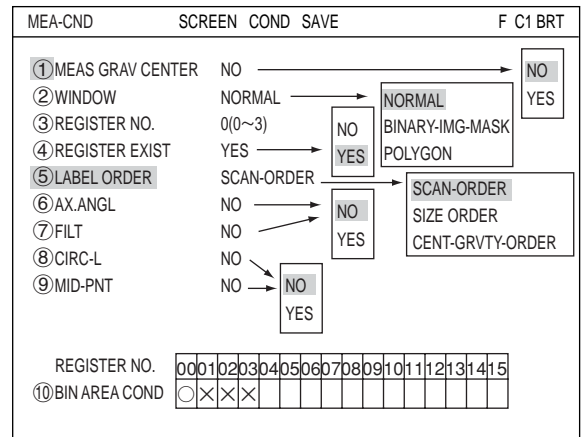 MEA-CND SCREEN COND SAVE F C1 BRT
①MEAS GRAV CENTER NO NO
YES
②WINDOW NORMAL NORMAL
BINARY-IMG-MASK
POLYGON
③REGISTER NO. 0(0~3)
④REGISTER EXIST YES NO
YES
⑤LABEL ORDER SCAN-ORDER SCAN-ORDER
SIZE ORDER
CENT-GRVTY-ORDER
⑥AX.ANGL NO NO
YES
⑦FILT NO
⑧CIRC-L NO
⑨MID-PNT NO NO
YES
REGISTER NO. 00 01 02 03 04 05 06 07 08 09 10 11 12 13 14 15
⑩BIN AREA COND ○ × × ×